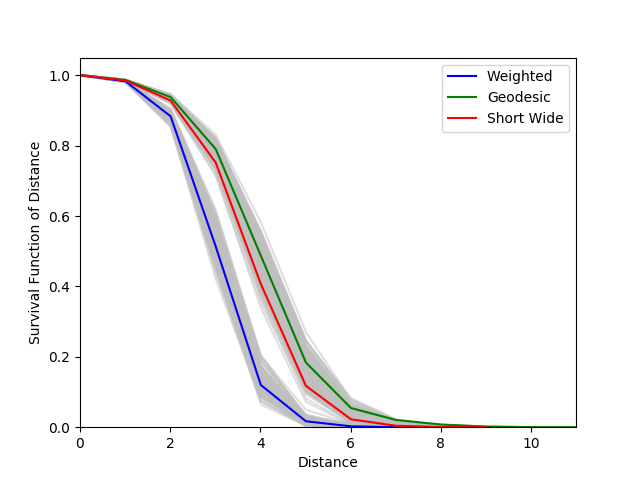 Weighted
Geodesic
Short Wide
1.0
0.8
0.6
0.4
0.2
0.0
Survival Function of Distance
0 2 4 6 8 10
Distance